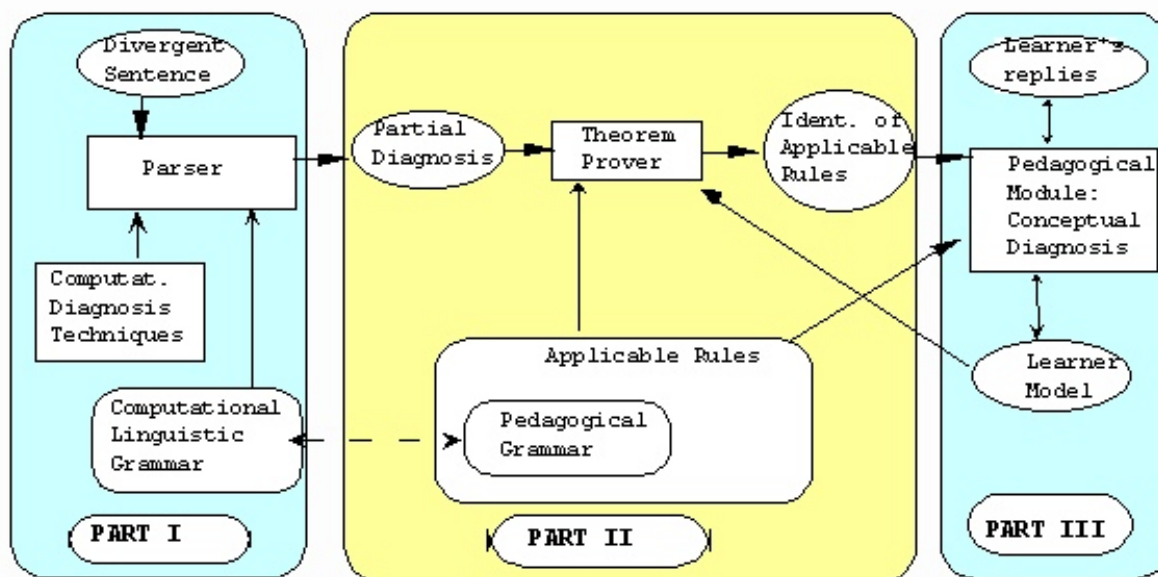 Divergent
Sentence
Parser
Computat.
Diagnosis
Techniques
Computational
Linguistic
Grammar
PART I
Partial
Diagnosis
Theorem
Prover
Ident. of
Applicable
Rules
Applicable Rules
Pedagogical
Grammar
PART II
Learner's
replies
Pedagogical
Module:
Conceptual
Diagnosis
Learner
Model
PART III